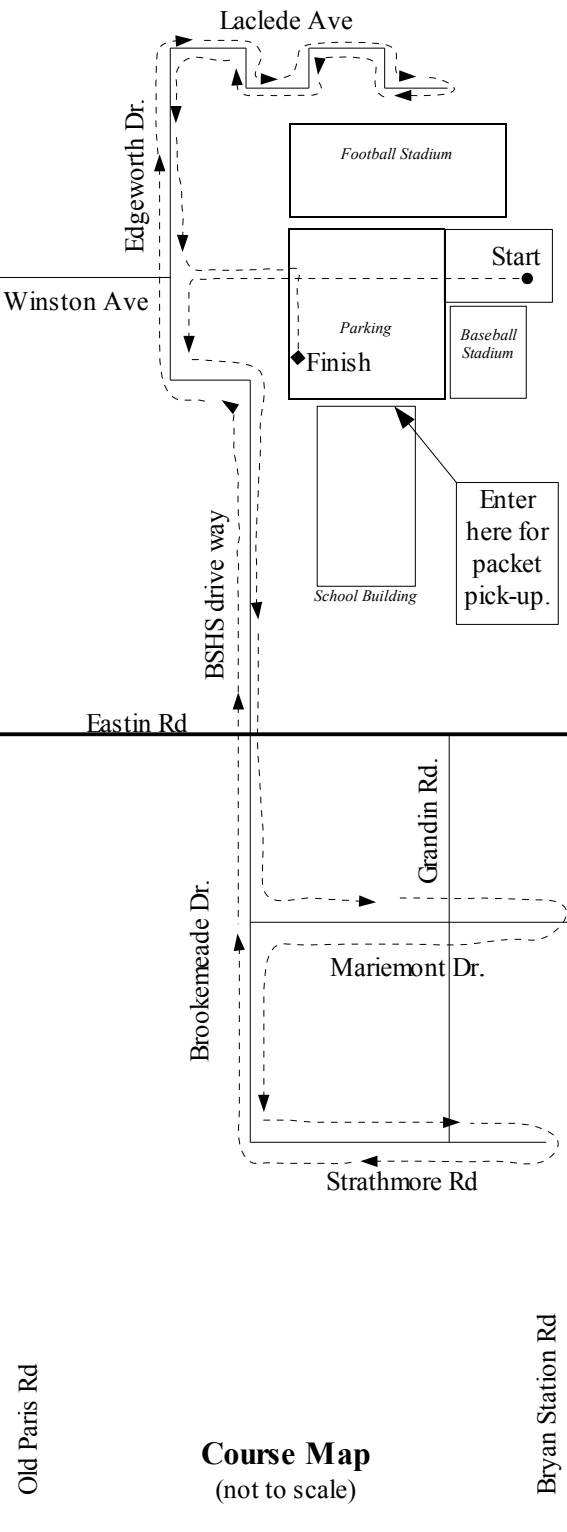 Laclede Ave
Edgeworth Dr.
Football Stadium
Start
Winston Ave
Parking
Baseball
Stadium
Finish
Enter
here for
packet
pick-up.
BSHS drive way
School Building
Eastin Rd
Grandin Rd.
Brookemeade Dr.
Mariemont Dr.
Strathmore Rd
Old Paris Rd
Bryan Station Rd
Course Map
(not to scale)